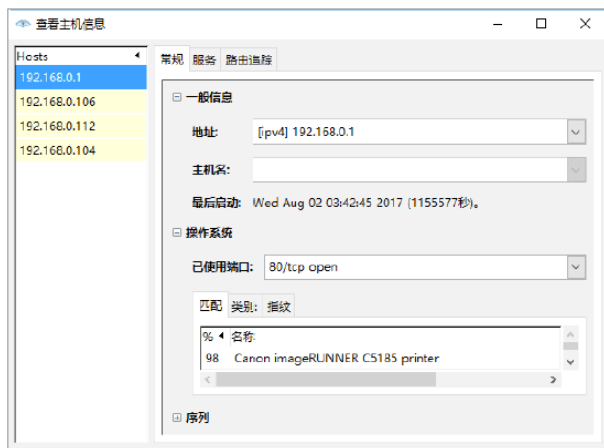 查看主机信息
Hosts
192.168.0.1
192.168.0.106
192.168.0.112
192.168.0.104
常规 服务 路由追踪
一般信息
地址: [ipv4] 192.168.0.1
主机名:
最后启动: Wed Aug 02 03:42:45 2017 (1155577秒)。
操作系统
已使用端口: 80/tcp open
匹配 类别: 指纹
% 名称
98 Canon imageRUNNER C5185 printer
序列